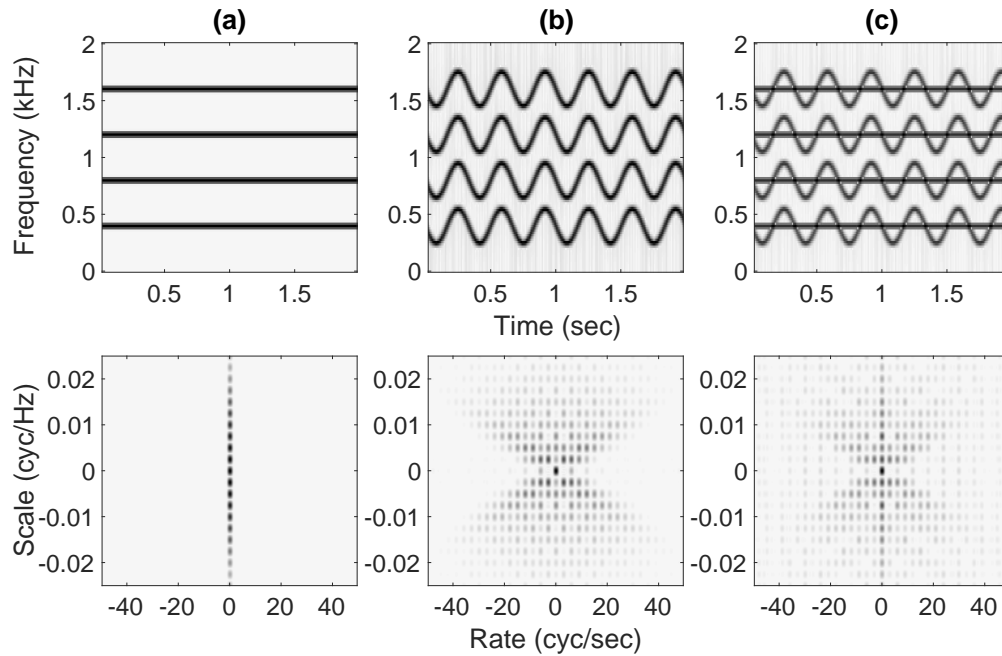 (a) (b) (c)
Frequency (kHz)
2 2 2
1.5 1.5 1.5
1 1 1
0.5 0.5 0.5
0 0 0
0.5 1 1.5 0.5 1 1.5 0.5 1 1.5
Time (sec)
Scale (cyc/Hz)
0.02 0.02 0.02
0.01 0.01 0.01
0 0 0
-0.01 -0.01 -0.01
-0.02 -0.02 -0.02
-40 -20 0 20 40 -40 -20 0 20 40 -40 -20 0 20 40
Rate (cyc/sec)